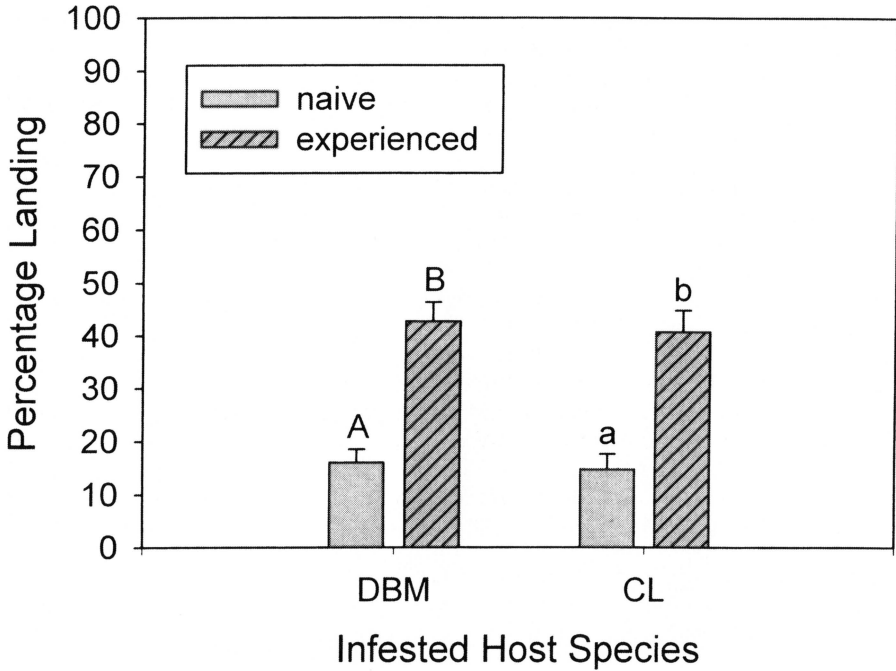 Percentage Landing
100
90
80
70
60
50
40
30
20
10
0
naive
experienced
A
B
a
b
DBM
CL
Infested Host Species